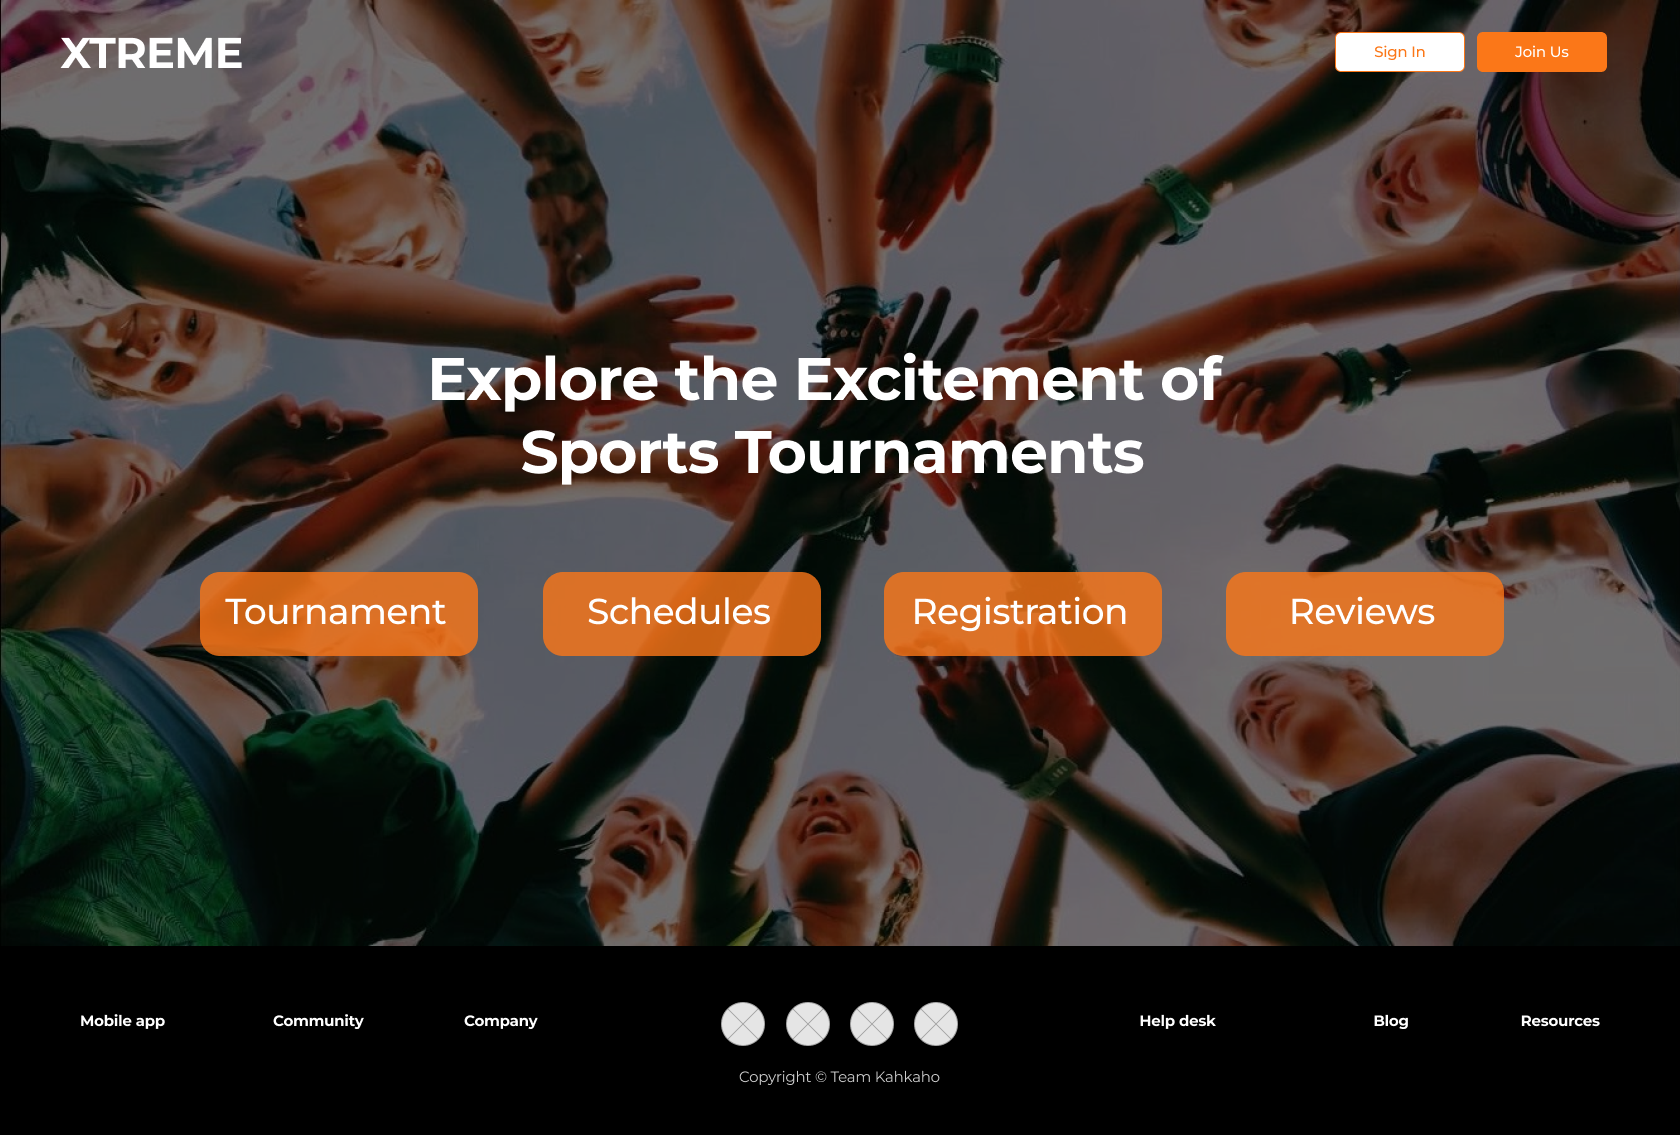 XTREME
Sign In
Join Us
Explore the Excitement of
Sports Tournaments
Tournament
Schedules
Registration
Reviews
Mobile app
Community
Company
Help desk
Blog
Resources
Copyright © Team Kahkaho